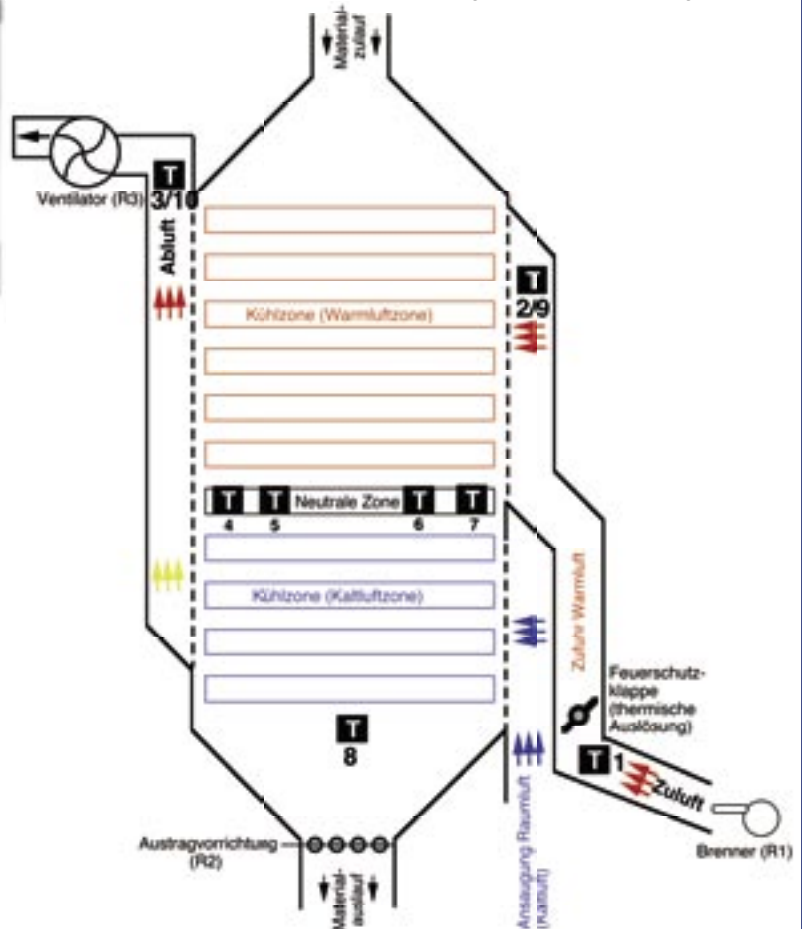 Material-
zulauf
T
3/10
Ventilator (R3)
Abluft
T
2/9
Kühlzone (Warmluftzone)
T T Neutrale Zone T T
4 5 6 7
Kühlzone (Kaltluftzone)
Zufuhr Warmluft
Feuerschutz-
klappe
(thermische
Auslösung)
T
8
T 1
Zuluft
Brenner (R1)
Austragvorrichtung
(R2)
Material-
auslauf
Ansaugung Raumluft
(Kaltluft)